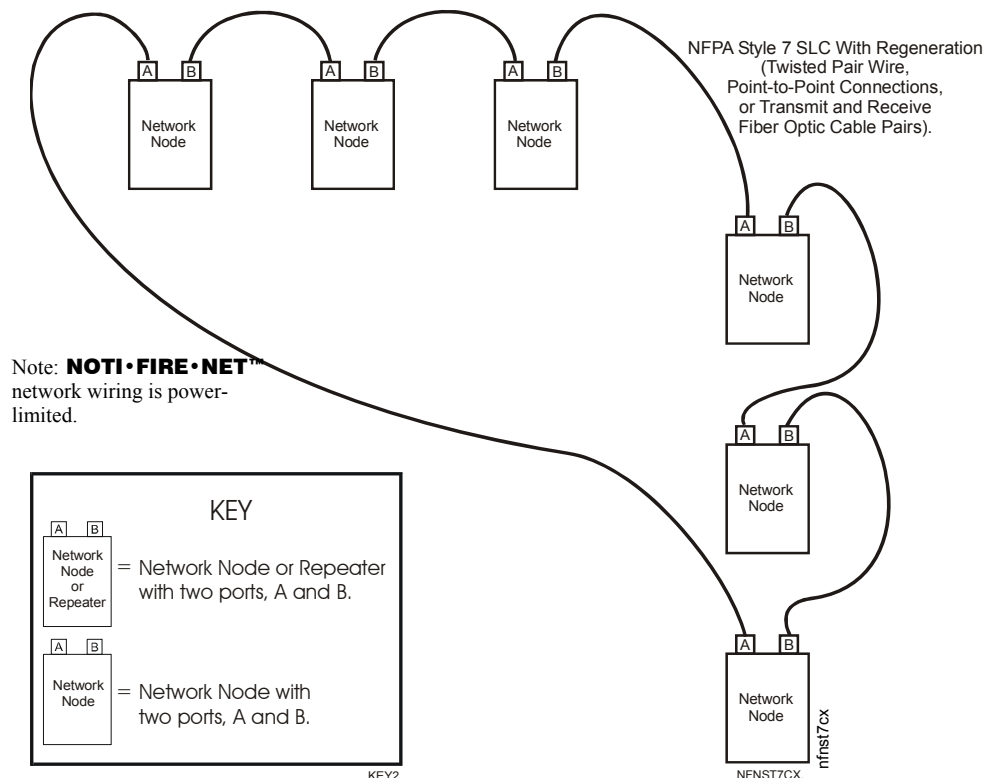 A B
Network
Node
A B
Network
Node
A B
Network
Node
NFPA Style 7 SLC With Regeneration
(Twisted Pair Wire,
Point-to-Point Connections,
or Transmit and Receive
Fiber Optic Cable Pairs).
A B
Network
Node
Note: NOTI•FIRE•NET™
network wiring is power-
limited.
A B
Network
Node
KEY
A B
Network
Node
or
Repeater
= Network Node or Repeater
with two ports, A and B.
A B
Network
Node
= Network Node with
two ports, A and B.
KEY2
A B
Network
Node
NFNST7CX
nfnst7cx